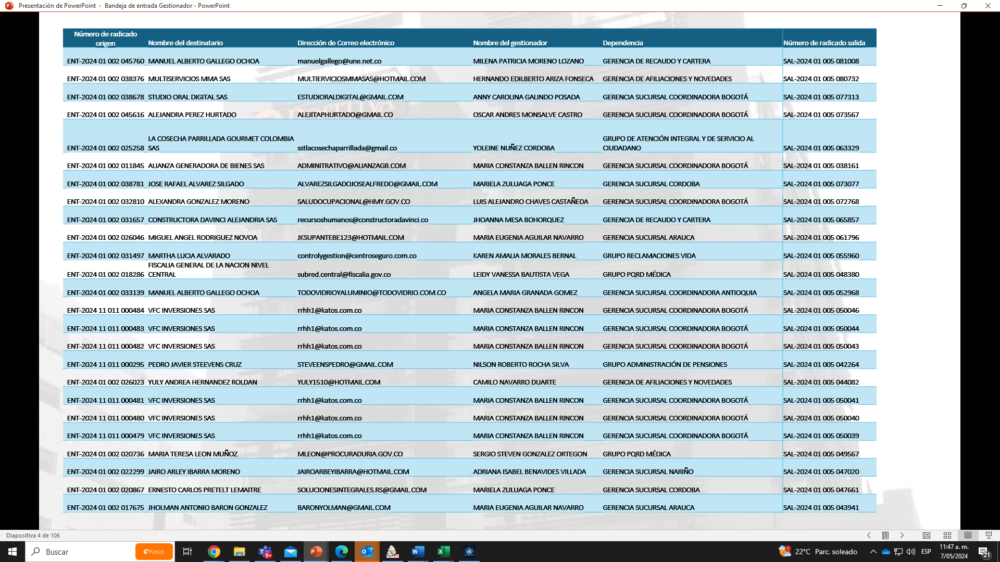 Presentación de PowerPoint - Bandeja de entrada Gestionador - PowerPoint
Número de radicado origen Nombre del destinatario Dirección de Correo electrónico Nombre del gestionador Dependencia Número de radicado salida
ENT-2024 01 002 045760 MANUEL ALBERTO GALLEGO OCHOA manuelgallego@une.net.co MILENA PATRICIA MORENO LOZANO GERENCIA DE RECAUDO Y CARTERA SAL-2024 01 005 081008
ENT-2024 01 002 038376 MULTISERVICIOS MMA SAS MULTIERVICIOSMMASAS@HOTMAIL.COM HERNANDO EDILBERTO ARIZA FONSECA GERENCIA DE AFILIACIONES Y NOVEDADES SAL-2024 01 005 080732
ENT-2024 01 002 038678 STUDIO ORAL DIGITAL SAS ESTUDIORALDIGITAL@GMAIL.COM ANNY CAROLINA GALINDO POSADA GERENCIA SUCURSAL COORDINADORA BOGOTÁ SAL-2024 01 005 077313
ENT-2024 01 002 045616 ALEJANDRA PEREZ HURTADO ALEJITAPHURTADO@GMAIL.CO OSCAR ANDRES MONSALVE CASTRO GERENCIA SUCURSAL COORDINADORA BOGOTÁ SAL-2024 01 005 073567
ENT-2024 01 002 025258 LA COSECHA PARRILLADA GOURMET COLOMBIA SAS sstlacosechaparrillada@gmail.co YOLEINE NUÑEZ CORDOBA GRUPO DE ATENCIÓN INTEGRAL Y DE SERVICIO AL CIUDADANO SAL-2024 01 005 063329
ENT-2024 01 002 011845 ALIANZA GENERADORA DE BIENES SAS ADMINITRATIVO@ALIANZAGB.COM MARIA CONSTANZA BALLEN RINCON GERENCIA SUCURSAL COORDINADORA BOGOTÁ SAL-2024 01 005 038161
ENT-2024 01 002 038781 JOSE RAFAEL ALVAREZ SILGADO ALVAREZSILGADOJOSEALFREDO@GMAIL.COM MARIELA ZULUAGA PONCE GERENCIA SUCURSAL CORDOBA SAL-2024 01 005 073077
ENT-2024 01 002 032810 ALEXANDRA GONZALEZ MORENO SALUDOCUPACIONAL@HMY.GOV.CO LUIS ALEJANDRO CHAVES CASTAÑEDA GERENCIA SUCURSAL COORDINADORA BOGOTÁ SAL-2024 01 005 072768
ENT-2024 01 002 031657 CONSTRUCTORA DAVINCI ALEJANDRIA SAS recursoshumanos@constructoradavinci.co JHOANNA MESA BOHORQUEZ GERENCIA DE RECAUDO Y CARTERA SAL-2024 01 005 065857
ENT-2024 01 002 026046 MIGUEL ANGEL RODRIGUEZ NOVOA JKSUPANTEBE123@HOTMAIL.COM MARIA EUGENIA AGUILAR NAVARRO GERENCIA SUCURSAL ARAUCA SAL-2024 01 005 061796
ENT-2024 01 002 031497 MARTHA LUCIA ALVARADO controlygestion@centroseguro.com.co KAREN AMALIA MORALES BERNAL GRUPO RECLAMACIONES VIDA SAL-2024 01 005 055960
ENT-2024 01 002 018286 FISCALIA GENERAL DE LA NACION NIVEL CENTRAL subred.central@fiscalia.gov.co LEIDY VANESSA BAUTISTA VEGA GRUPO PQRD MÉDICA SAL-2024 01 005 048380
ENT-2024 01 002 033139 MANUEL ALBERTO GALLEGO OCHOA TODOVIDRIOYALUMINIO@TODOVIDRIO.COM.CO ANGELA MARIA GRANADA GOMEZ GERENCIA SUCURSAL COORDINADORA ANTIOQUIA SAL-2024 01 005 052968
ENT-2024 11 011 000484 VFC INVERSIONES SAS rrhh1@katos.com.co MARIA CONSTANZA BALLEN RINCON GERENCIA SUCURSAL COORDINADORA BOGOTÁ SAL-2024 01 005 050046
ENT-2024 11 011 000483 VFC INVERSIONES SAS rrhh1@katos.com.co MARIA CONSTANZA BALLEN RINCON GERENCIA SUCURSAL COORDINADORA BOGOTÁ SAL-2024 01 005 050044
ENT-2024 11 011 000482 VFC INVERSIONES SAS rrhh1@katos.com.co MARIA CONSTANZA BALLEN RINCON GERENCIA SUCURSAL COORDINADORA BOGOTÁ SAL-2024 01 005 050043
ENT-2024 11 011 000295 PEDRO JAVIER STEEVENS CRUZ STEVEENSPEDRO@GMAIL.COM NILSON ROBERTO ROCHA SILVA GRUPO ADMINISTRACIÓN DE PENSIONES SAL-2024 01 005 042264
ENT-2024 01 002 026023 YULY ANDREA HERNANDEZ ROLDAN YULY1510@HOTMAIL.COM CAMILO NAVARRO DUARTE GERENCIA DE AFILIACIONES Y NOVEDADES SAL-2024 01 005 044082
ENT-2024 11 011 000481 VFC INVERSIONES SAS rrhh1@katos.com.co MARIA CONSTANZA BALLEN RINCON GERENCIA SUCURSAL COORDINADORA BOGOTÁ SAL-2024 01 005 050041
ENT-2024 11 011 000480 VFC INVERSIONES SAS rrhh1@katos.com.co MARIA CONSTANZA BALLEN RINCON GERENCIA SUCURSAL COORDINADORA BOGOTÁ SAL-2024 01 005 050040
ENT-2024 11 011 000479 VFC INVERSIONES SAS rrhh1@katos.com.co MARIA CONSTANZA BALLEN RINCON GERENCIA SUCURSAL COORDINADORA BOGOTÁ SAL-2024 01 005 050039
ENT-2024 01 002 020736 MARIA TERESA LEON MUÑOZ MLEON@PROCURADURIA.GOV.CO SERGIO STEVEN GONZALEZ ORTEGON GRUPO PQRD MÉDICA SAL-2024 01 005 049567
ENT-2024 01 002 022299 JAIRO ARLEY IBARRA MORENO JAIROARBEYIBARRA@HOTMAIL.COM ADRIANA ISABEL BENAVIDES VILLADA GERENCIA SUCURSAL NARIÑO SAL-2024 01 005 047020
ENT-2024 01 002 020867 ERNESTO CARLOS PRETELT LEMAITRE SOLUCIONESINTEGRALES.RS@GMAIL.COM MARIELA ZULUAGA PONCE GERENCIA SUCURSAL CORDOBA SAL-2024 01 005 047661
ENT-2024 01 002 017675 JHOLMAN ANTONIO BARON GONZALEZ BARONYOLMAN@GMAIL.COM MARIA EUGENIA AGUILAR NAVARRO GERENCIA SUCURSAL ARAUCA SAL-2024 01 005 043941
Diapositiva 4 de 106
Buscar
POSITIVA
9+
PDF24
22°C Parc. soleado
ESP
11:47 a. m.
7/05/2024
21